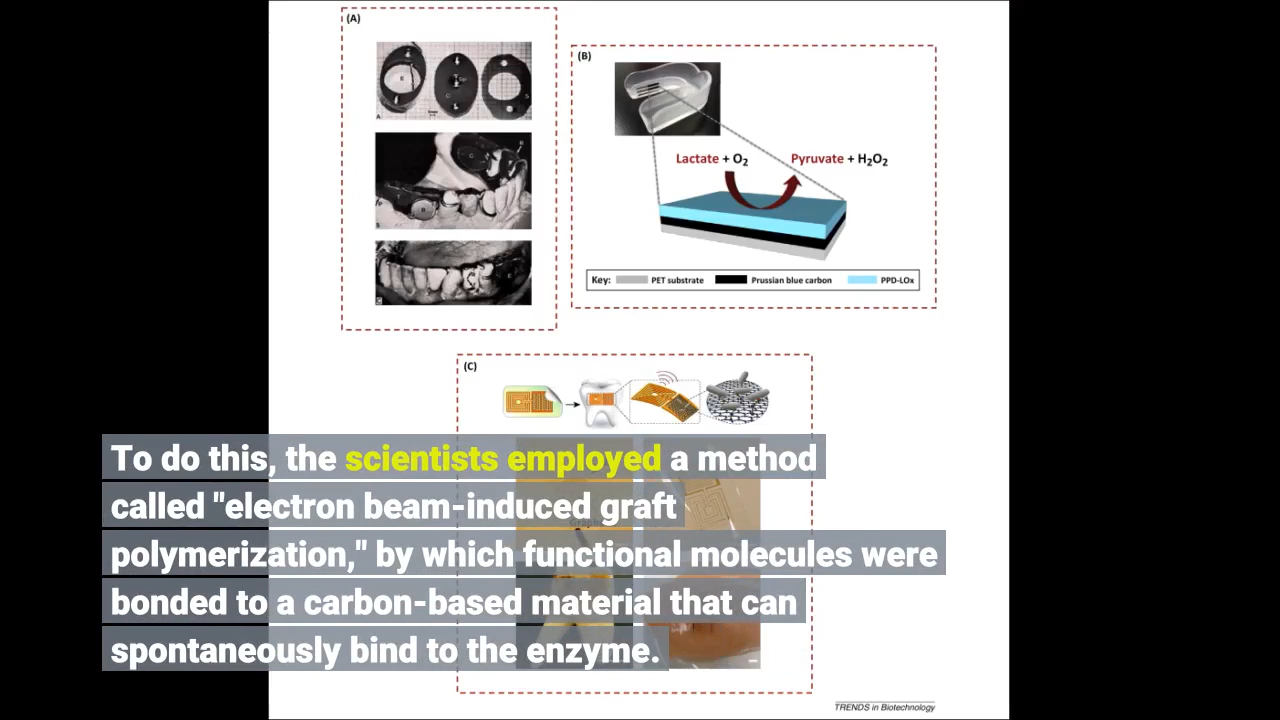 (A)
(B)
Lactate + O₂
Pyruvate + H₂O₂
Key: PET substrate Prussian blue carbon PPD-LOx
(C)
To do this, the scientists employed a method
called "electron beam-induced graft
polymerization," by which functional molecules were
bonded to a carbon-based material that can
spontaneously bind to the enzyme.
TRENDS in Biotechnology